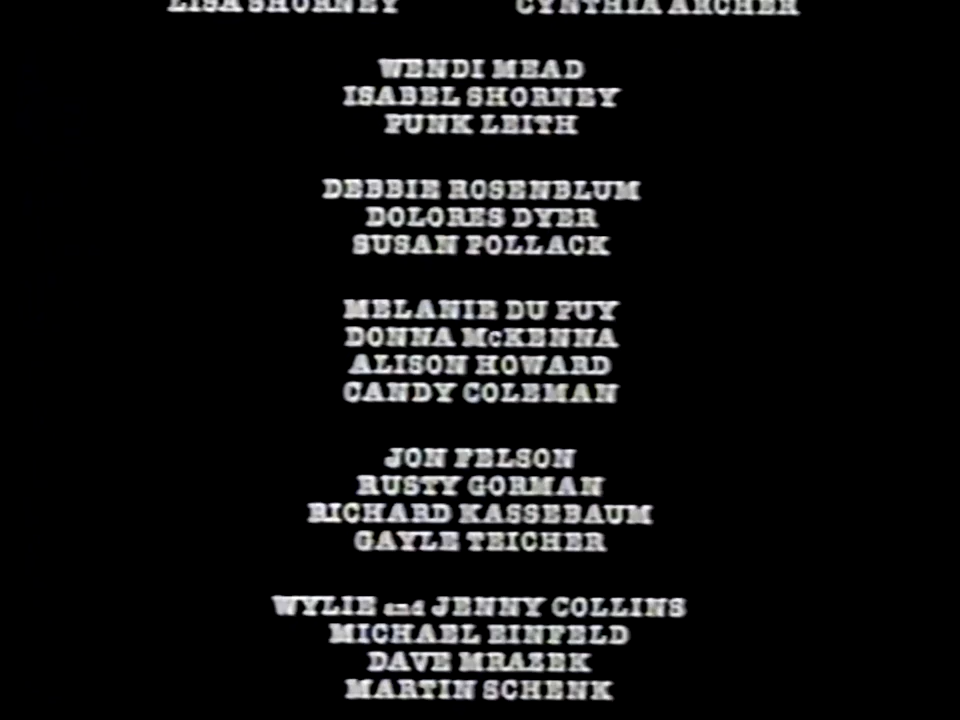 LISA SHORNEY CYNTHIA ARCHER
WENDI MEAD
ISABEL SHORNEY
PUNK LEITH
DEBBIE ROSENBLUM
DOLORES DYER
SUSAN POLLACK
MELANIE DU PUY
DONNA McKENNA
ALISON HOWARD
CANDY COLEMAN
JON FELSON
RUSTY GORMAN
RICHARD KASSEBAUM
GAYLE TEICHER
WYLIE and JENNY COLLINS
MICHAEL BINFELD
DAVE MRAZEK
MARTIN SCHENK